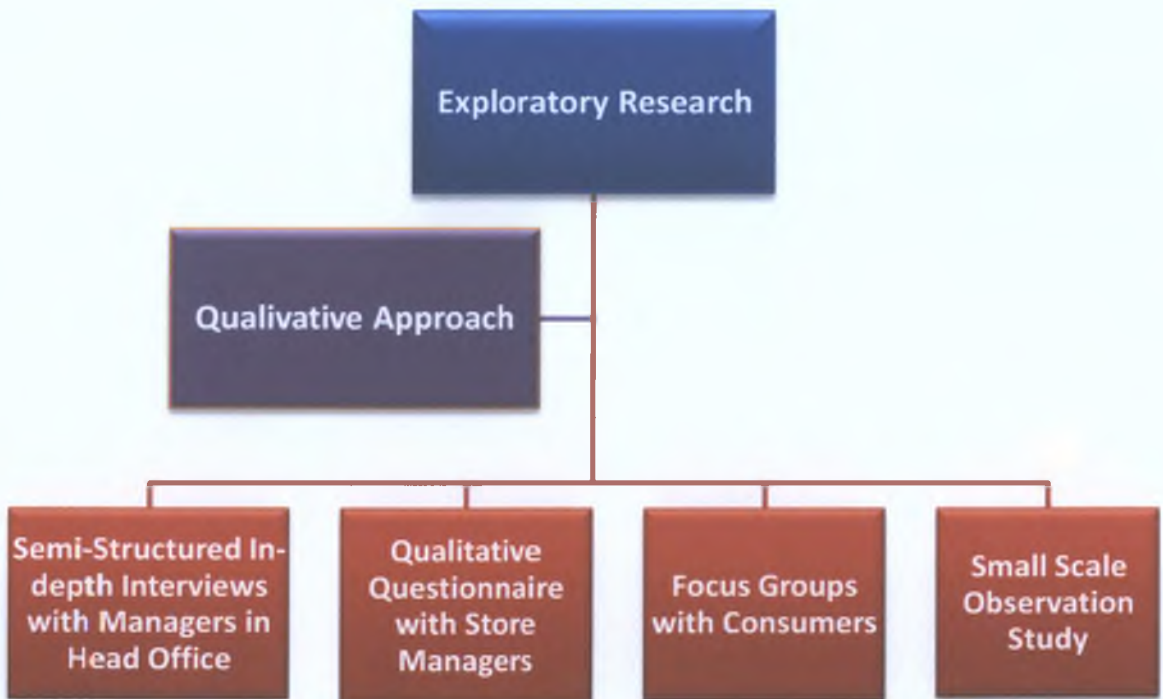 Exploratory Research
Qualivative Approach
Semi-Structured In-
depth Interviews
with Managers in
Head Office
Qualitative
Questionnaire
with Store
Managers
Focus Groups
with Consumers
Small Scale
Observation
Study